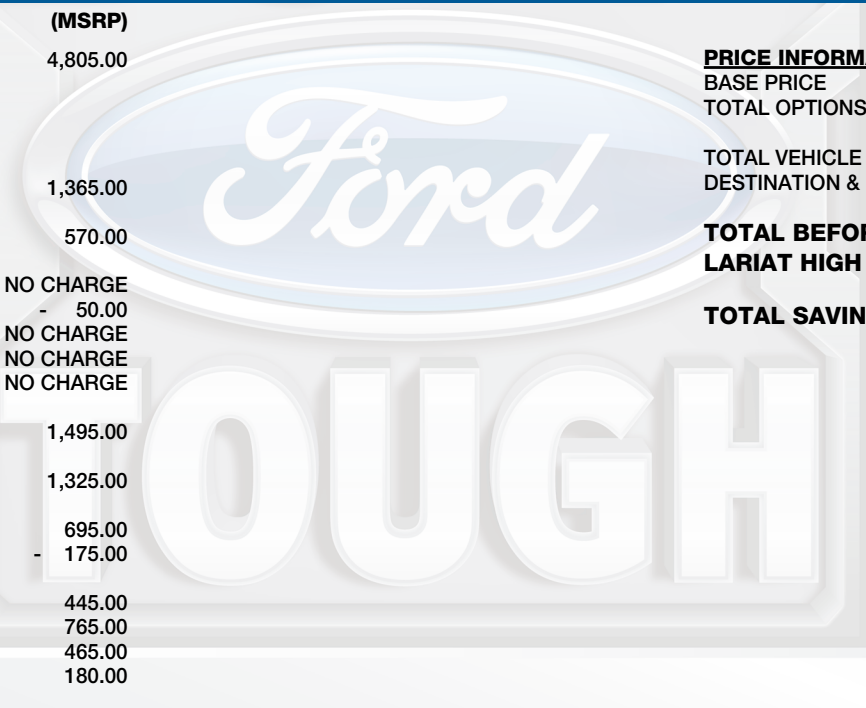 (MSRP)
4,805.00
1,365.00
570.00
NO CHARGE
- 50.00
NO CHARGE
NO CHARGE
NO CHARGE
1,495.00
1,325.00
695.00
- 175.00
445.00
765.00
465.00
180.00
PRICE INFORM
BASE PRICE
TOTAL OPTIONS
TOTAL VEHICLE
DESTINATION &
TOTAL BEFOR
LARIAT HIGH
TOTAL SAVIN
Ford
TOUGH